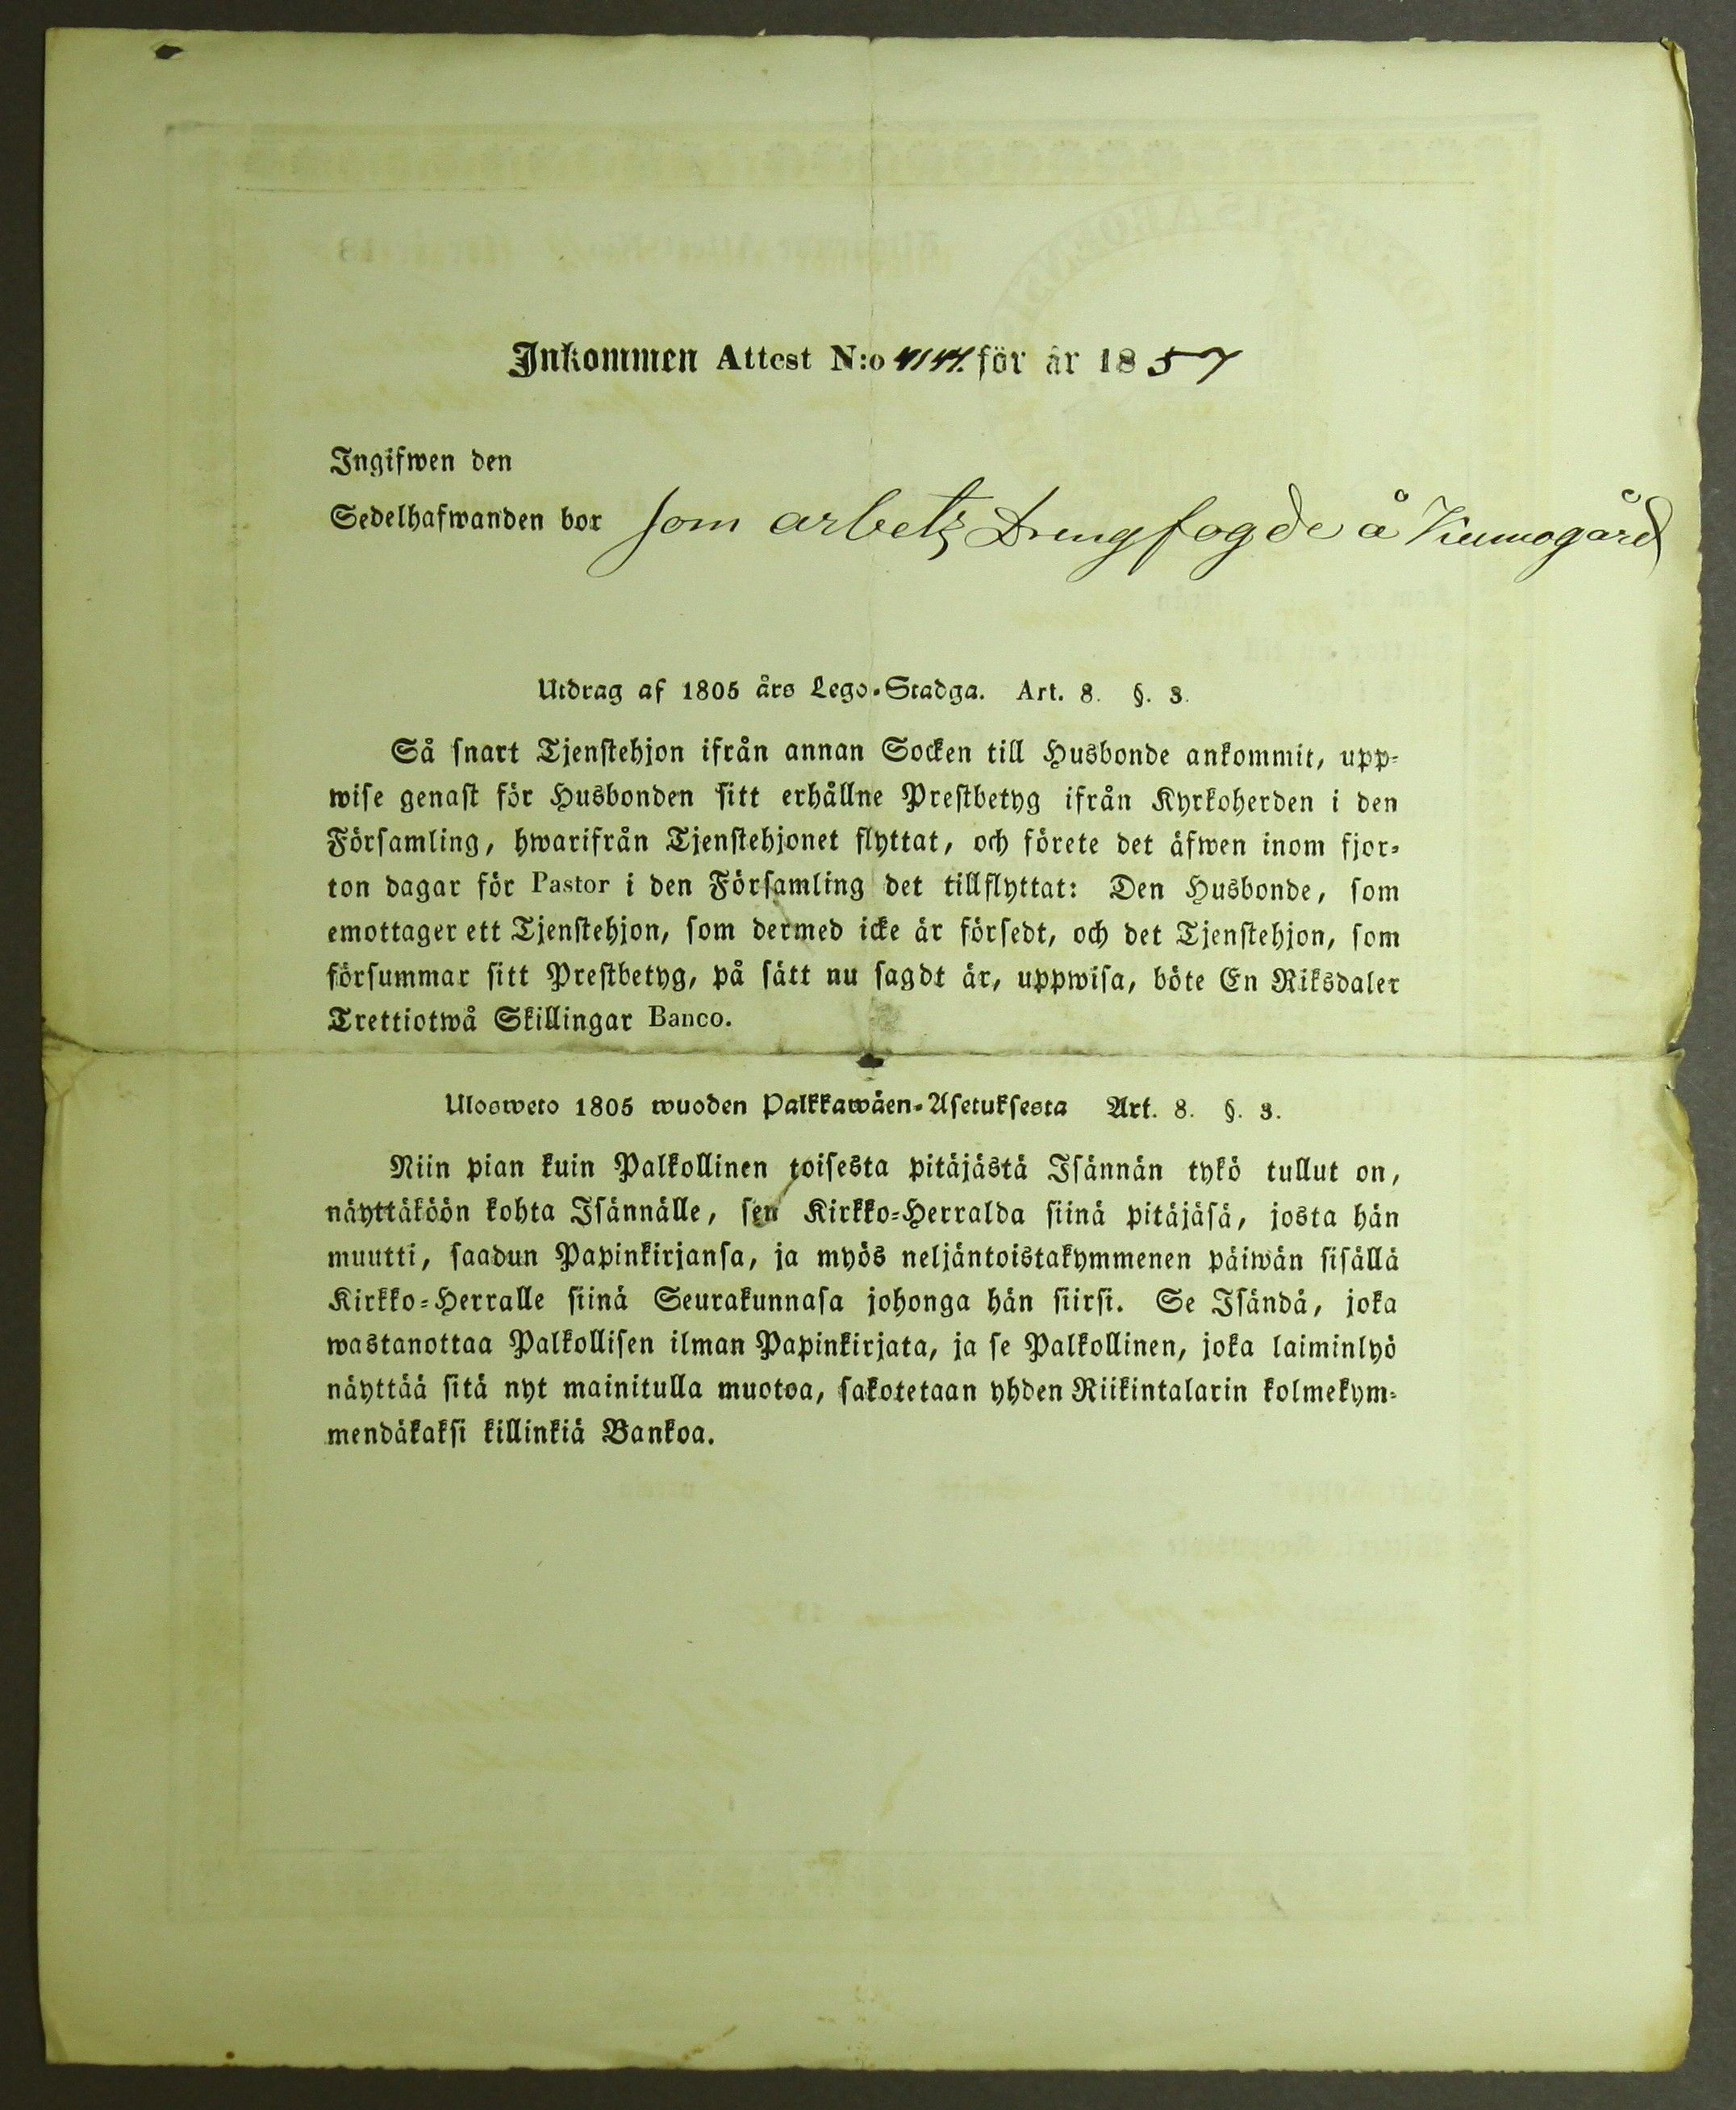 Inkommen Attest N:o för år 1857
Ingifwen den
Sedelhafwanden bor som arbets Drengfogde å Kumogård
Utdrag af 1805 års Lego-Stadga. Art. 8. §. 3.
Så snart Tjenstehjon ifrån annan Socken till Husbonde ankommit, upp-
wise genast för Husbonden sitt erhållne Prestbetyg ifrån Kyrkoherden i den
Församling, hwarifrån Tjenstehjonet flyttat, och förete det äfwen inom fjor-
ton dagar för Pastor i den Församling det tillflyttat: Den Husbonde, som
emottager ett Tjenstehjon, som dermed icke är försedt, och det Tjenstehjon, som
försummar sitt Prestbetyg, på sätt nu sagdt är, uppwisa, böte En Riksdaler
Trettiotwå Skillingar Banco.
Ulosweto 1805 wuoden Palkkawäen-Asetuksesta Art. 8. §. 3.
Niin pian kuin Palkollinen toisesta pitäjästä Isännän tykö tullut on,
näyttäköön kohta Isännälle, sen Kirkko-Herralda siinä pitäjäsä, josta hän
muutti, saadun Papinkirjansa, ja myös neljäntoistakymmenen päiwän sisällä
Kirkko-Herralle siinä Seurakunnasa johonga hän siirsi. Se Isändä, joka
wastanottaa Palkollisen ilman Papinkirjata, ja se Palkollinen, joka laiminlyö
näyttää sitä nyt mainitulla muotoa, sakotetaan yhden Riikintalarin kolmekym-
mendäkaksi killinkiä Bankoa.